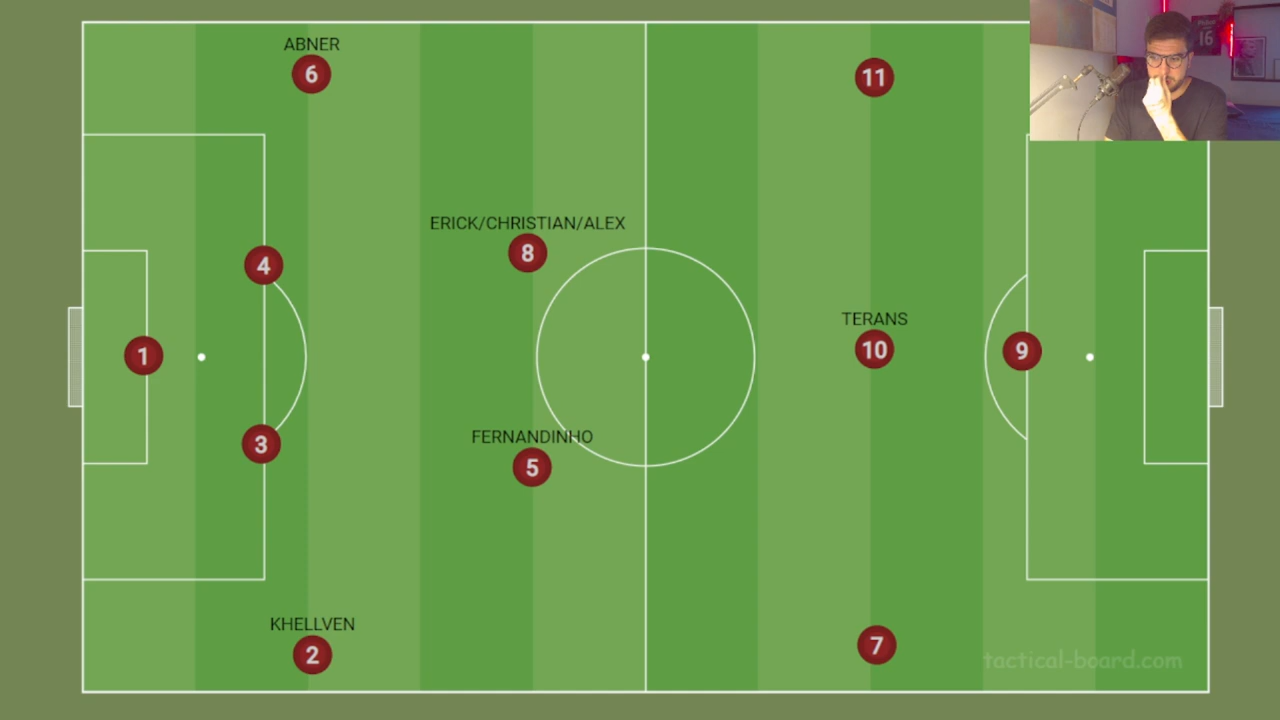 ABNER
6
11
16
ERICK/CHRISTIAN/ALEX
8
4
TERANS
1
10
9
3
FERNANDINHO
5
KHELLVEN
2
7
tactical-board.com